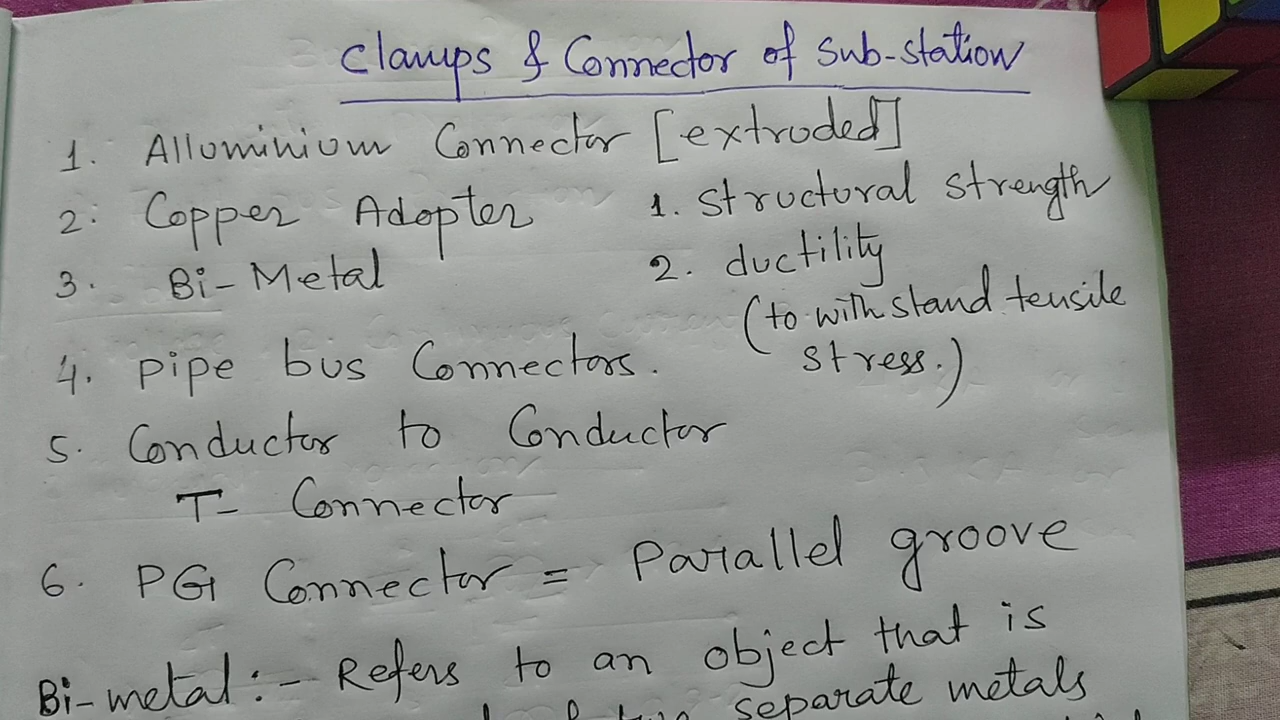 Clamps & Connector of Sub-station
1. Alluminium Connector [extruded]
2. Copper Adopter
1. Structural strength
3. Bi-Metal
2. ductility
(to withstand tensile
stress.)
4. Pipe bus Connectors.
5. Conductor to Conductor
T- Connector
6. PG Connector = Parallel groove
Bi-metal:- Refers to an object that is
separate metals